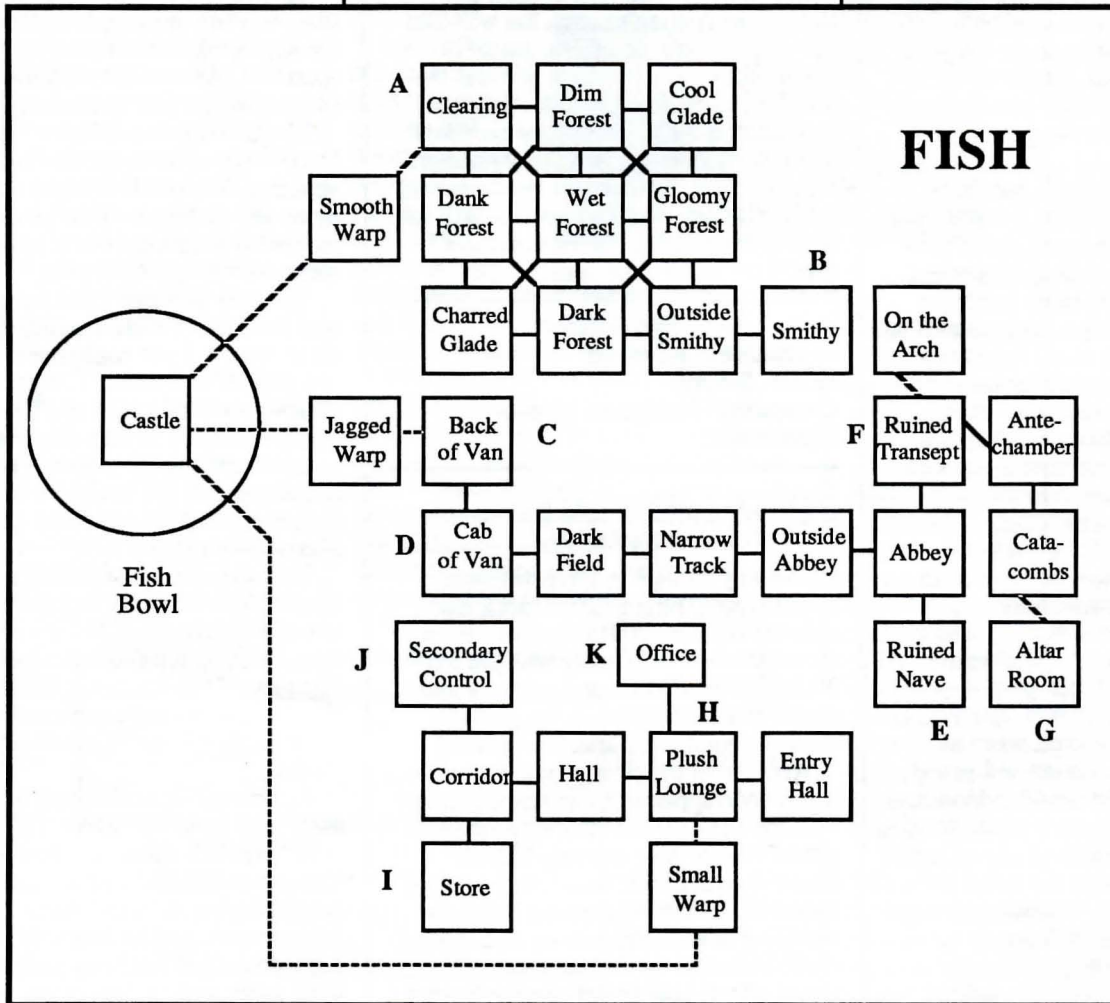 FISH
A
Clearing
Dim
Forest
Cool
Glade
Smooth
Warp
Dank
Forest
Wet
Forest
Gloomy
Forest
B
Charred
Glade
Dark
Forest
Outside
Smithy
Smithy
On the
Arch
Castle
Jagged
Warp
Back
of Van
C
F
Ruined
Transept
Ante-
chamber
D
Cab
of Van
Dark
Field
Narrow
Track
Outside
Abbey
Abbey
Cata-
combs
Fish
Bowl
J
Secondary
Control
K
Office
Ruined
Nave
Altar
Room
H
E
G
Corridor
Hall
Plush
Lounge
Entry
Hall
I
Store
Small
Warp